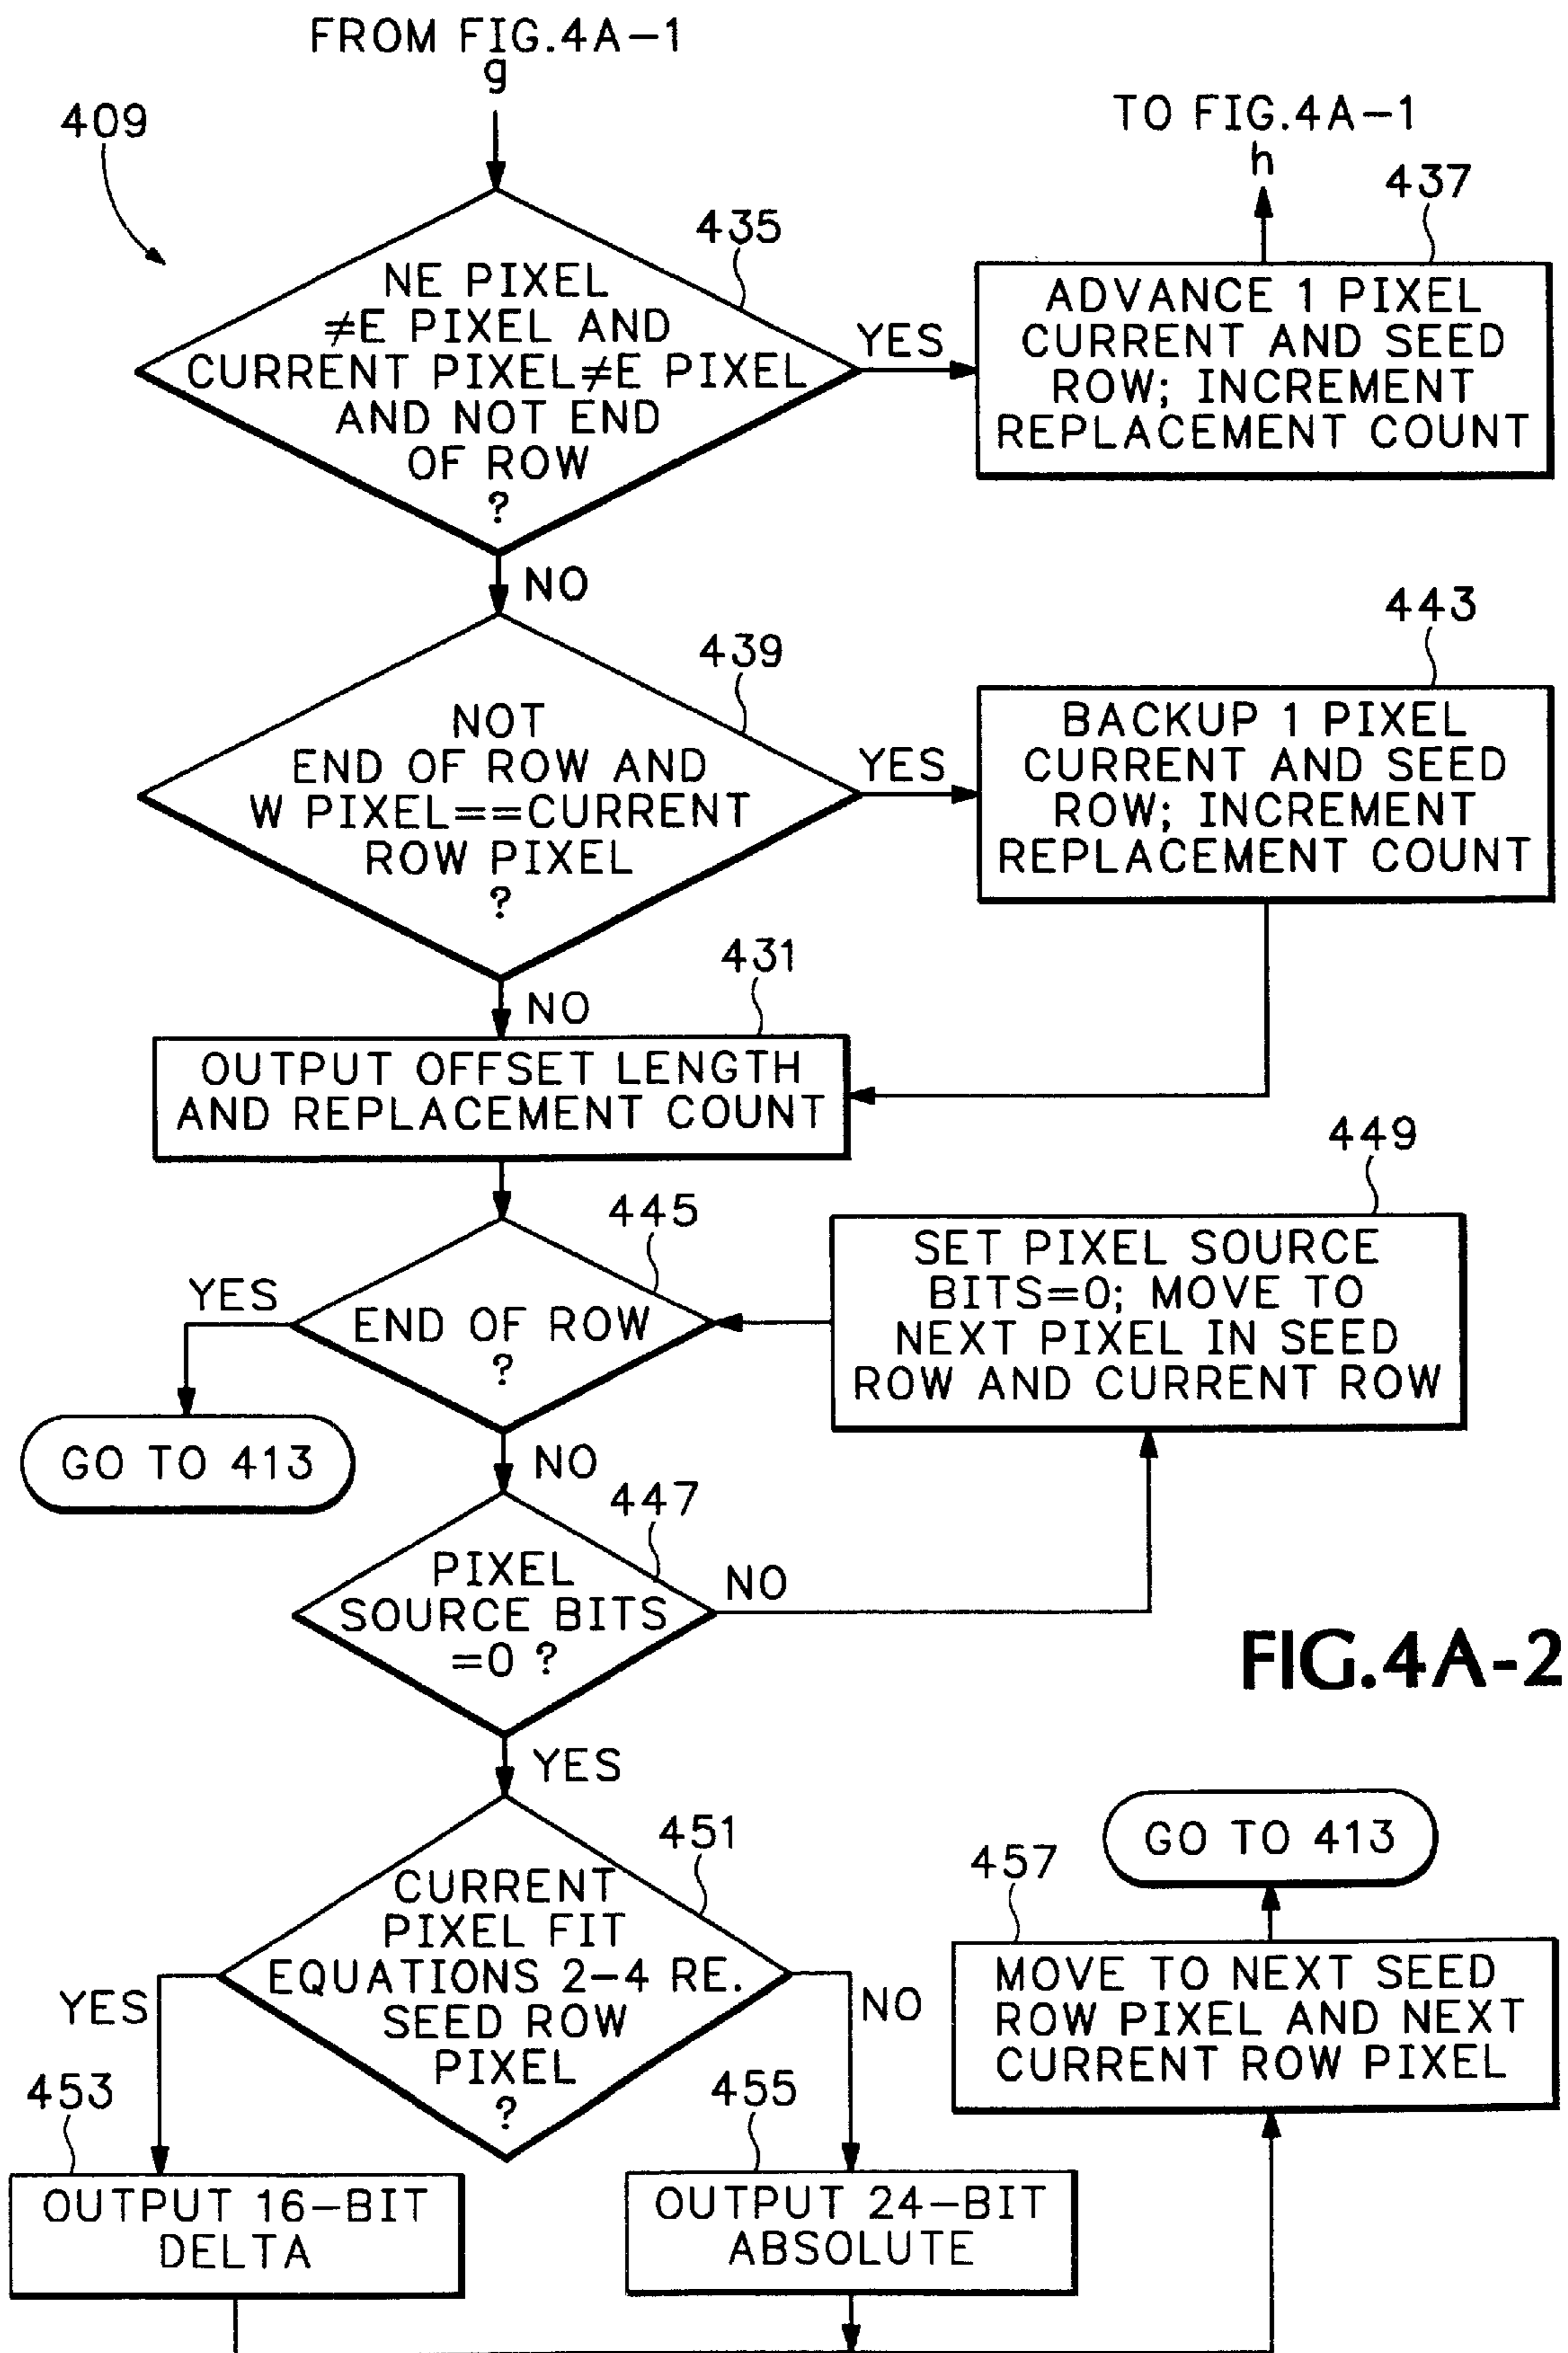 FROM FIG.4A-1
g
409
TO FIG.4A-1
h
437
435
NE PIXEL
≠E PIXEL AND
CURRENT PIXEL≠E PIXEL
AND NOT END
OF ROW
?
YES
ADVANCE 1 PIXEL
CURRENT AND SEED
ROW; INCREMENT
REPLACEMENT COUNT
NO
443
439
NOT
END OF ROW AND
W PIXEL==CURRENT
ROW PIXEL
?
YES
BACKUP 1 PIXEL
CURRENT AND SEED
ROW; INCREMENT
REPLACEMENT COUNT
431
NO
OUTPUT OFFSET LENGTH
AND REPLACEMENT COUNT
449
445
YES
END OF ROW
?
SET PIXEL SOURCE
BITS=0; MOVE TO
NEXT PIXEL IN SEED
ROW AND CURRENT ROW
GO TO 413
NO
447
PIXEL
SOURCE BITS
=0 ?
NO
FIG.4A-2
YES
451
CURRENT
PIXEL FIT
EQUATIONS 2-4 RE.
SEED ROW
PIXEL
?
YES
NO
GO TO 413
457
MOVE TO NEXT SEED
ROW PIXEL AND NEXT
CURRENT ROW PIXEL
453
455
OUTPUT 16-BIT
DELTA
OUTPUT 24-BIT
ABSOLUTE